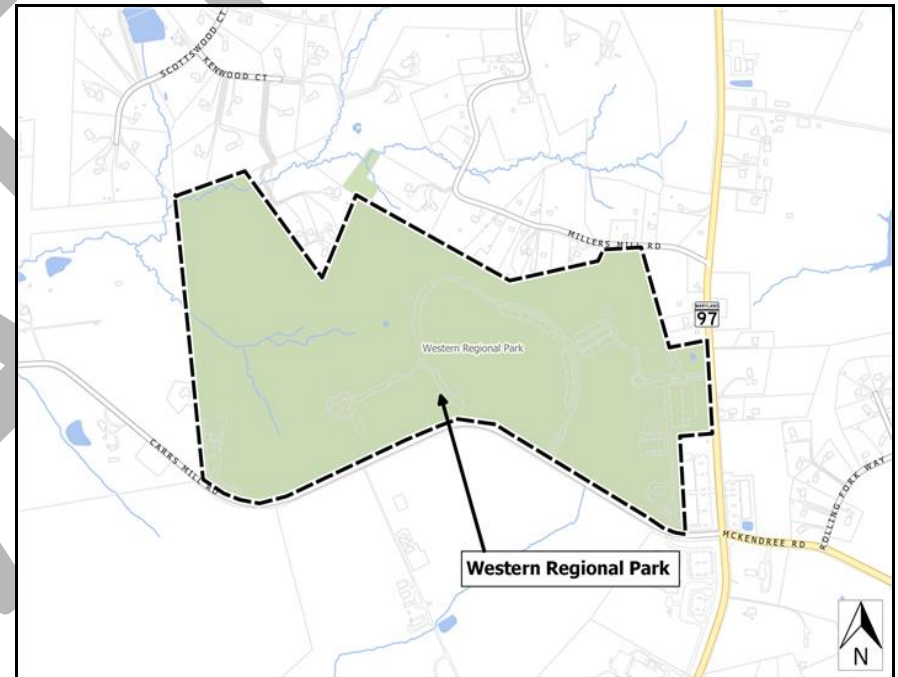 SCOTTSWOOD CT
KENWOOD CT
MILLERS MILL RD
MARYLAND
97
Western Regional Park
CARRS MILL RD
ROLLING FORK WAY
MCKENDREE RD
Western Regional Park
N